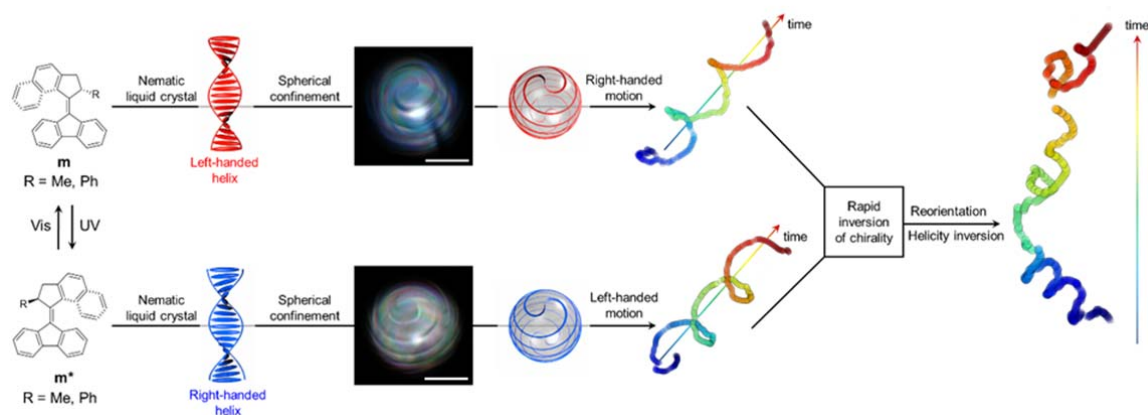 R
m
R = Me, Ph
Nematic
liquid crystal
Left-handed
helix
Spherical
confinement
Right-handed
motion
time
Vis
UV
R
m*
R = Me, Ph
Nematic
liquid crystal
Right-handed
helix
Spherical
confinement
Left-handed
motion
time
Rapid
inversion
of chirality
Reorientation
Helicity inversion
time